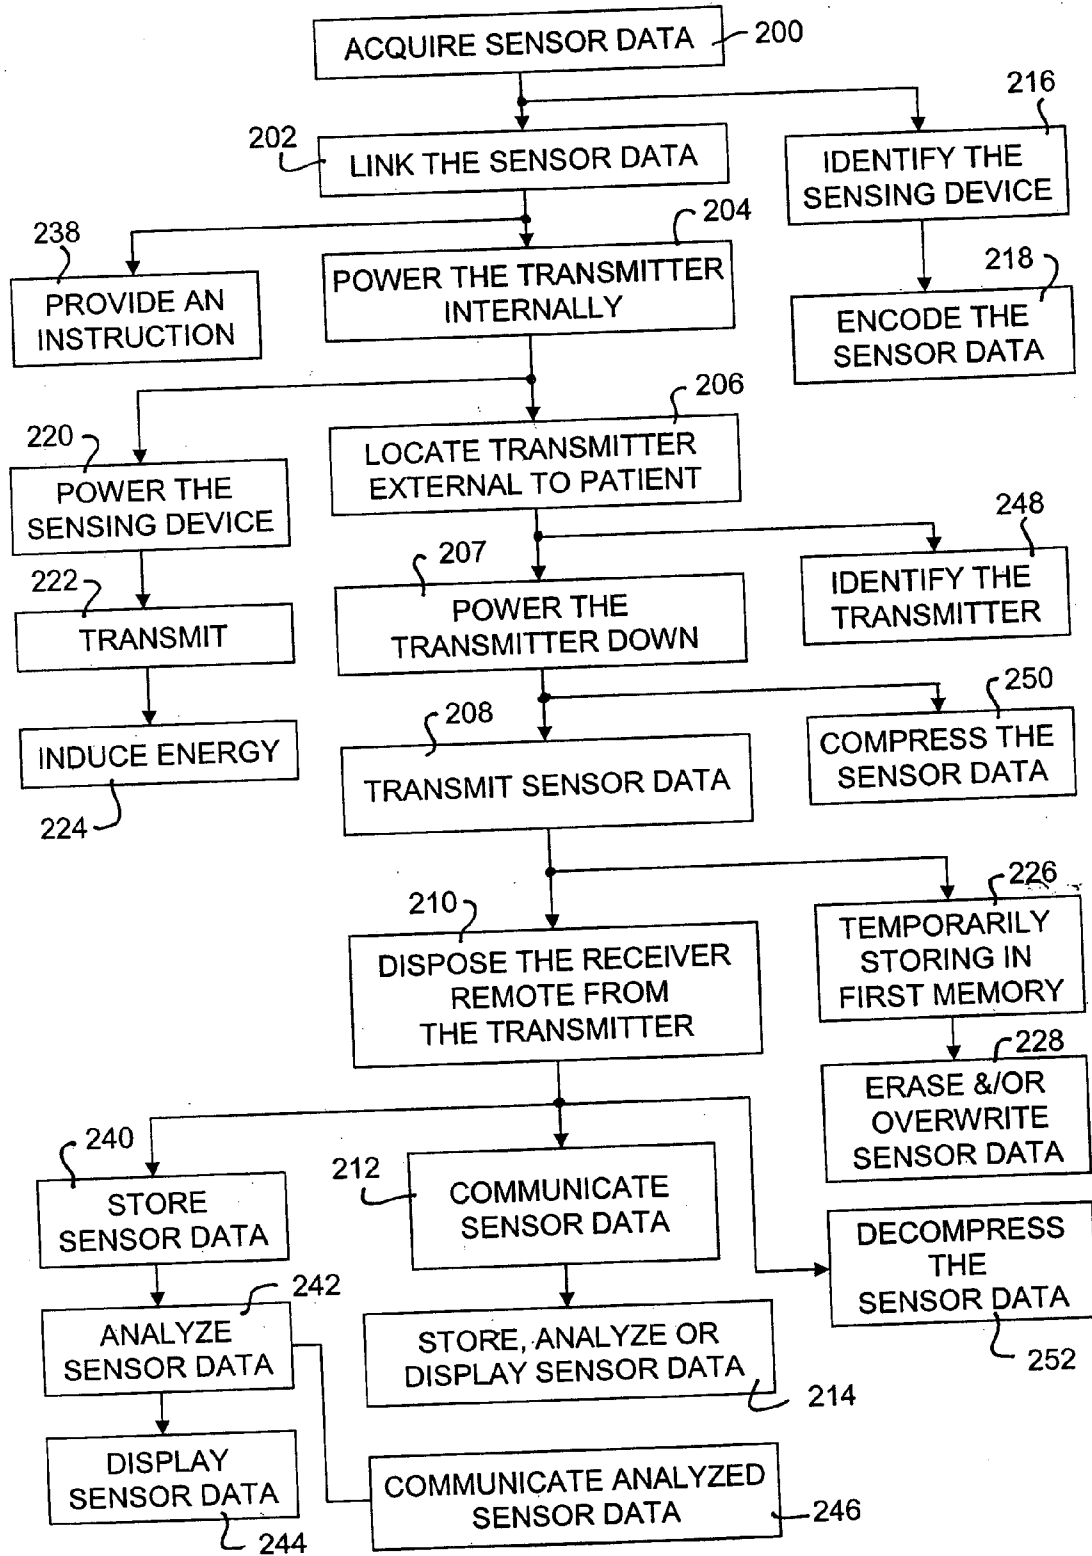 ACQUIRE SENSOR DATA
200
216
202
LINK THE SENSOR DATA
IDENTIFY THE
SENSING DEVICE
238
204
PROVIDE AN
INSTRUCTION
POWER THE TRANSMITTER
INTERNALLY
218
ENCODE THE
SENSOR DATA
206
220
LOCATE TRANSMITTER
EXTERNAL TO PATIENT
POWER THE
SENSING DEVICE
248
207
222
POWER THE
TRANSMITTER DOWN
IDENTIFY THE
TRANSMITTER
TRANSMIT
250
208
INDUCE ENERGY
TRANSMIT SENSOR DATA
COMPRESS THE
SENSOR DATA
224
226
210
DISPOSE THE RECEIVER
REMOTE FROM
THE TRANSMITTER
TEMPORARILY
STORING IN
FIRST MEMORY
228
ERASE &/OR
OVERWRITE
SENSOR DATA
240
212
STORE
SENSOR DATA
COMMUNICATE
SENSOR DATA
DECOMPRESS
THE
SENSOR DATA
242
252
ANALYZE
SENSOR DATA
STORE, ANALYZE OR
DISPLAY SENSOR DATA
214
DISPLAY
SENSOR DATA
COMMUNICATE ANALYZED
SENSOR DATA
244
246